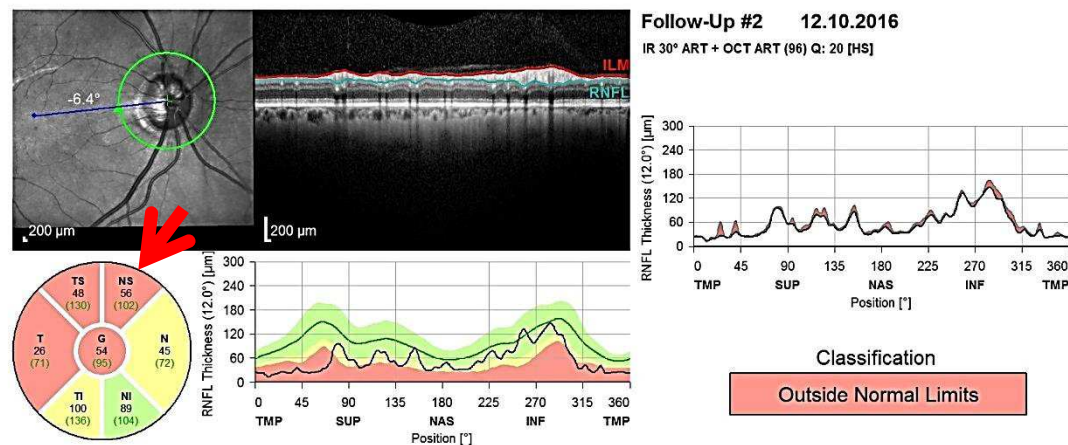 Follow-Up #2 12.10.2016
IR 30° ART + OCT ART (96) Q: 20 [HS]
-6.4°
200 µm
ILM
RNFL
200 µm
TS
48
(130)
NS
56
(102)
T
26
(71)
G
54
(95)
N
45
(72)
TI
100
(136)
NI
89
(104)
RNFL Thickness (12.0°) [µm]
300
240
180
120
60
0
0 45 90 135 180 225 270 315 360
TMP SUP NAS INF TMP
Position [°]
RNFL Thickness (12.0°) [µm]
300
240
180
120
60
0
0 45 90 135 180 225 270 315 360
TMP SUP NAS INF TMP
Position [°]
Classification
Outside Normal Limits